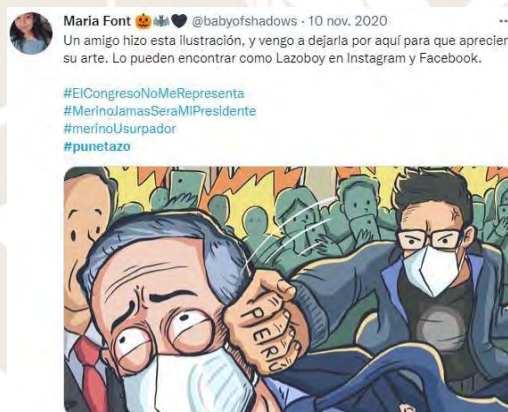 Maria Font 🎃🦇🖤 @babyofshadows · 10 nov. 2020
Un amigo hizo esta ilustración, y vengo a dejarla por aquí para que aprecien
su arte. Lo pueden encontrar como Lazoboy en Instagram y Facebook.
#ElCongresoNoMeRepresenta
#MerinoJamasSeraMiPresidente
#merinoUsurpador
#punetazo
PERÚ